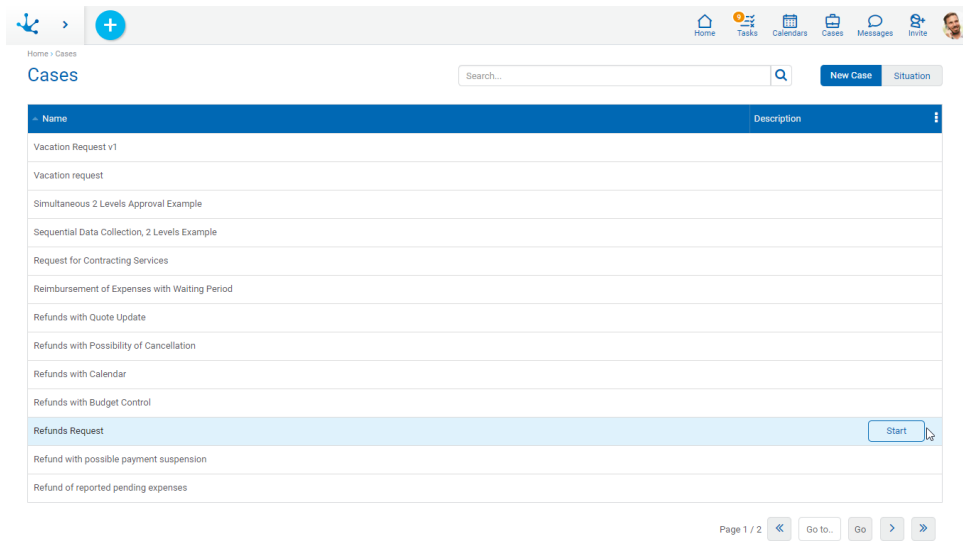 9
Home Tasks Calendars Cases Messages Invite
Home › Cases
Cases
Search...
New Case Situation
Name Description
Vacation Request v1
Vacation request
Simultaneous 2 Levels Approval Example
Sequential Data Collection, 2 Levels Example
Request for Contracting Services
Reimbursement of Expenses with Waiting Period
Refunds with Quote Update
Refunds with Possibility of Cancellation
Refunds with Calendar
Refunds with Budget Control
Refunds Request Start
Refund with possible payment suspension
Refund of reported pending expenses
Page 1 / 2 Go to.. Go